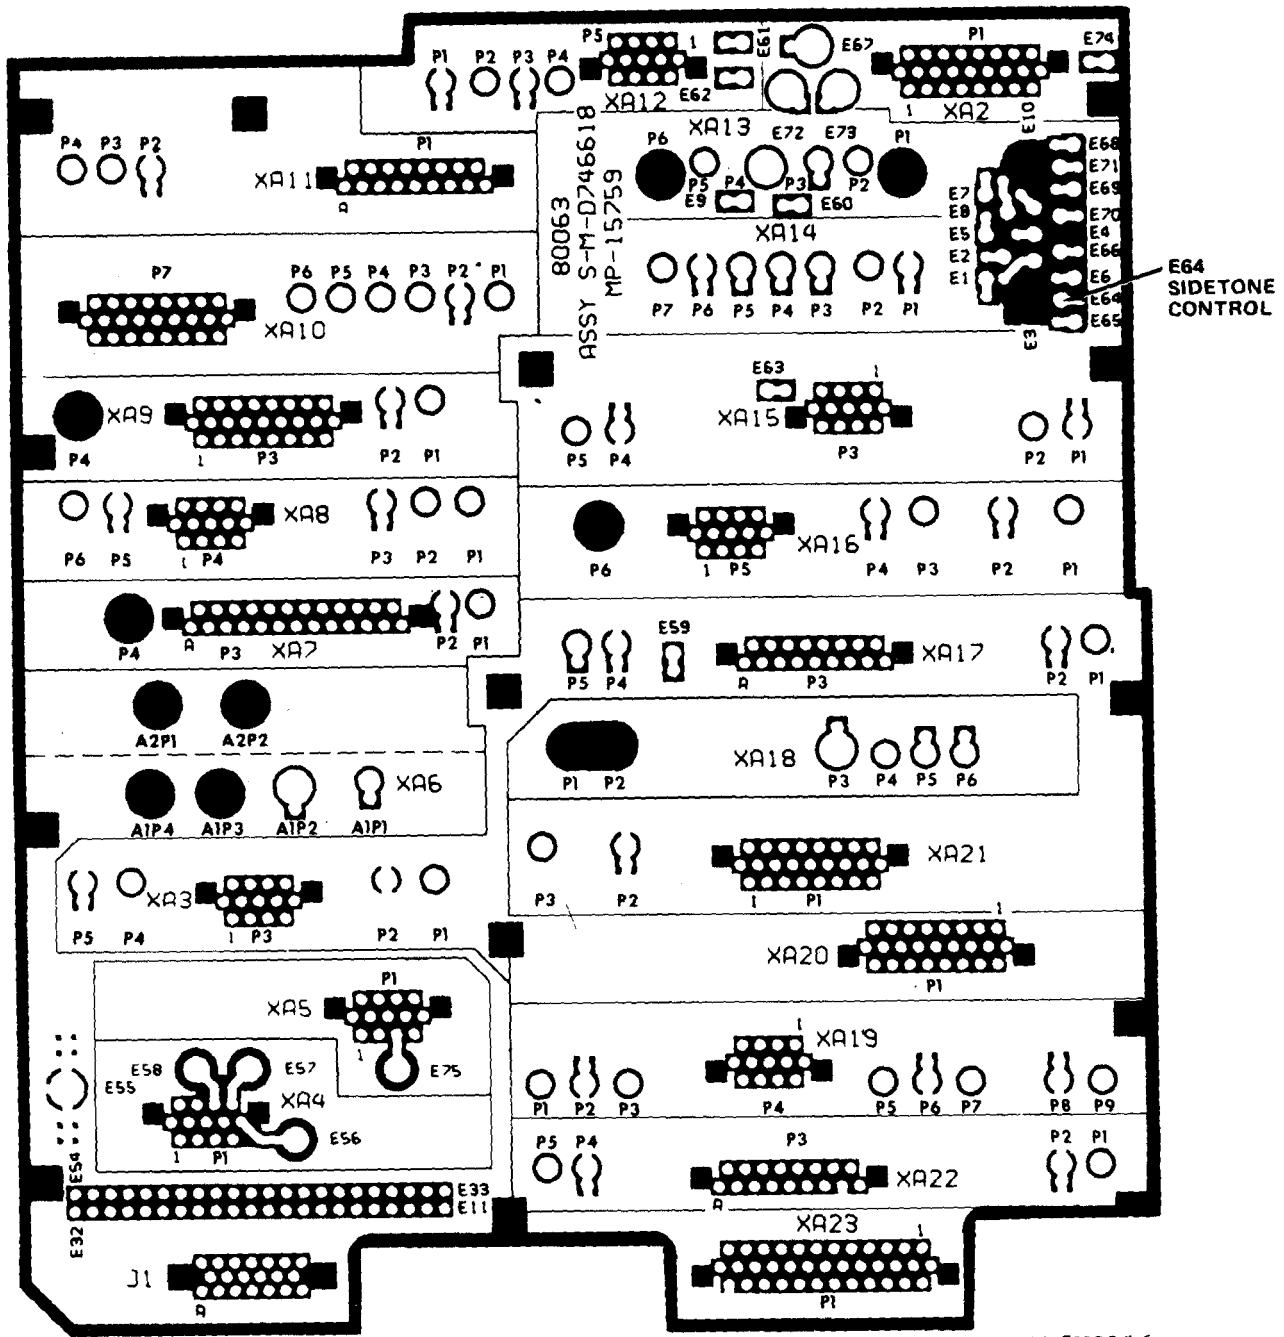 P1 P2 P3 P4
P5 1
E61
E67
P1
E74
E62
XA12
1
XA2
E10
P4 P3 P2
P1
XA11
A
XA13
P6
E72 E73
P1
P5
P4
P3
P2
E9
E60
E68
E71
E69
E70
E4
E66
E6
E64
E65
E7
E8
E5
E2
E1
E3
E64
SIDETONE
CONTROL
80063
ASSY S-M-D746618
MP-15759
XA14
P7 P6 P5 P4 P3 P2 P1
P7
P6 P5 P4 P3 P2 P1
XA10
E63
1
XA15
P5 P4
P3
P2 P1
XA9
P4
1
P3
P2 P1
XA8
P6 P5
1 P4
P3 P2 P1
XA16
P6
1 P5
P4 P3 P2 P1
P4
A P3 XA7
P2 P1
E59
XA17
P5 P4
A P3
P2 P1
A2P1 A2P2
XA18
P1 P2
P3 P4 P5 P6
XA6
A1P4 A1P3 A1P2 A1P1
XA21
P3 P2
1 P1
XA3
P5 P4
1 P3
P2 P1
1
XA20
P1
P1
XA5
1
E58 E57
E75
E55
XA4
E56
1 P1
1
XA19
P1 P2 P3
P4
P5 P6 P7
P8 P9
P5 P4
P3
P2 P1
XA22
A
E54
E33
E11
E32
XA23
1
P1
J1
A